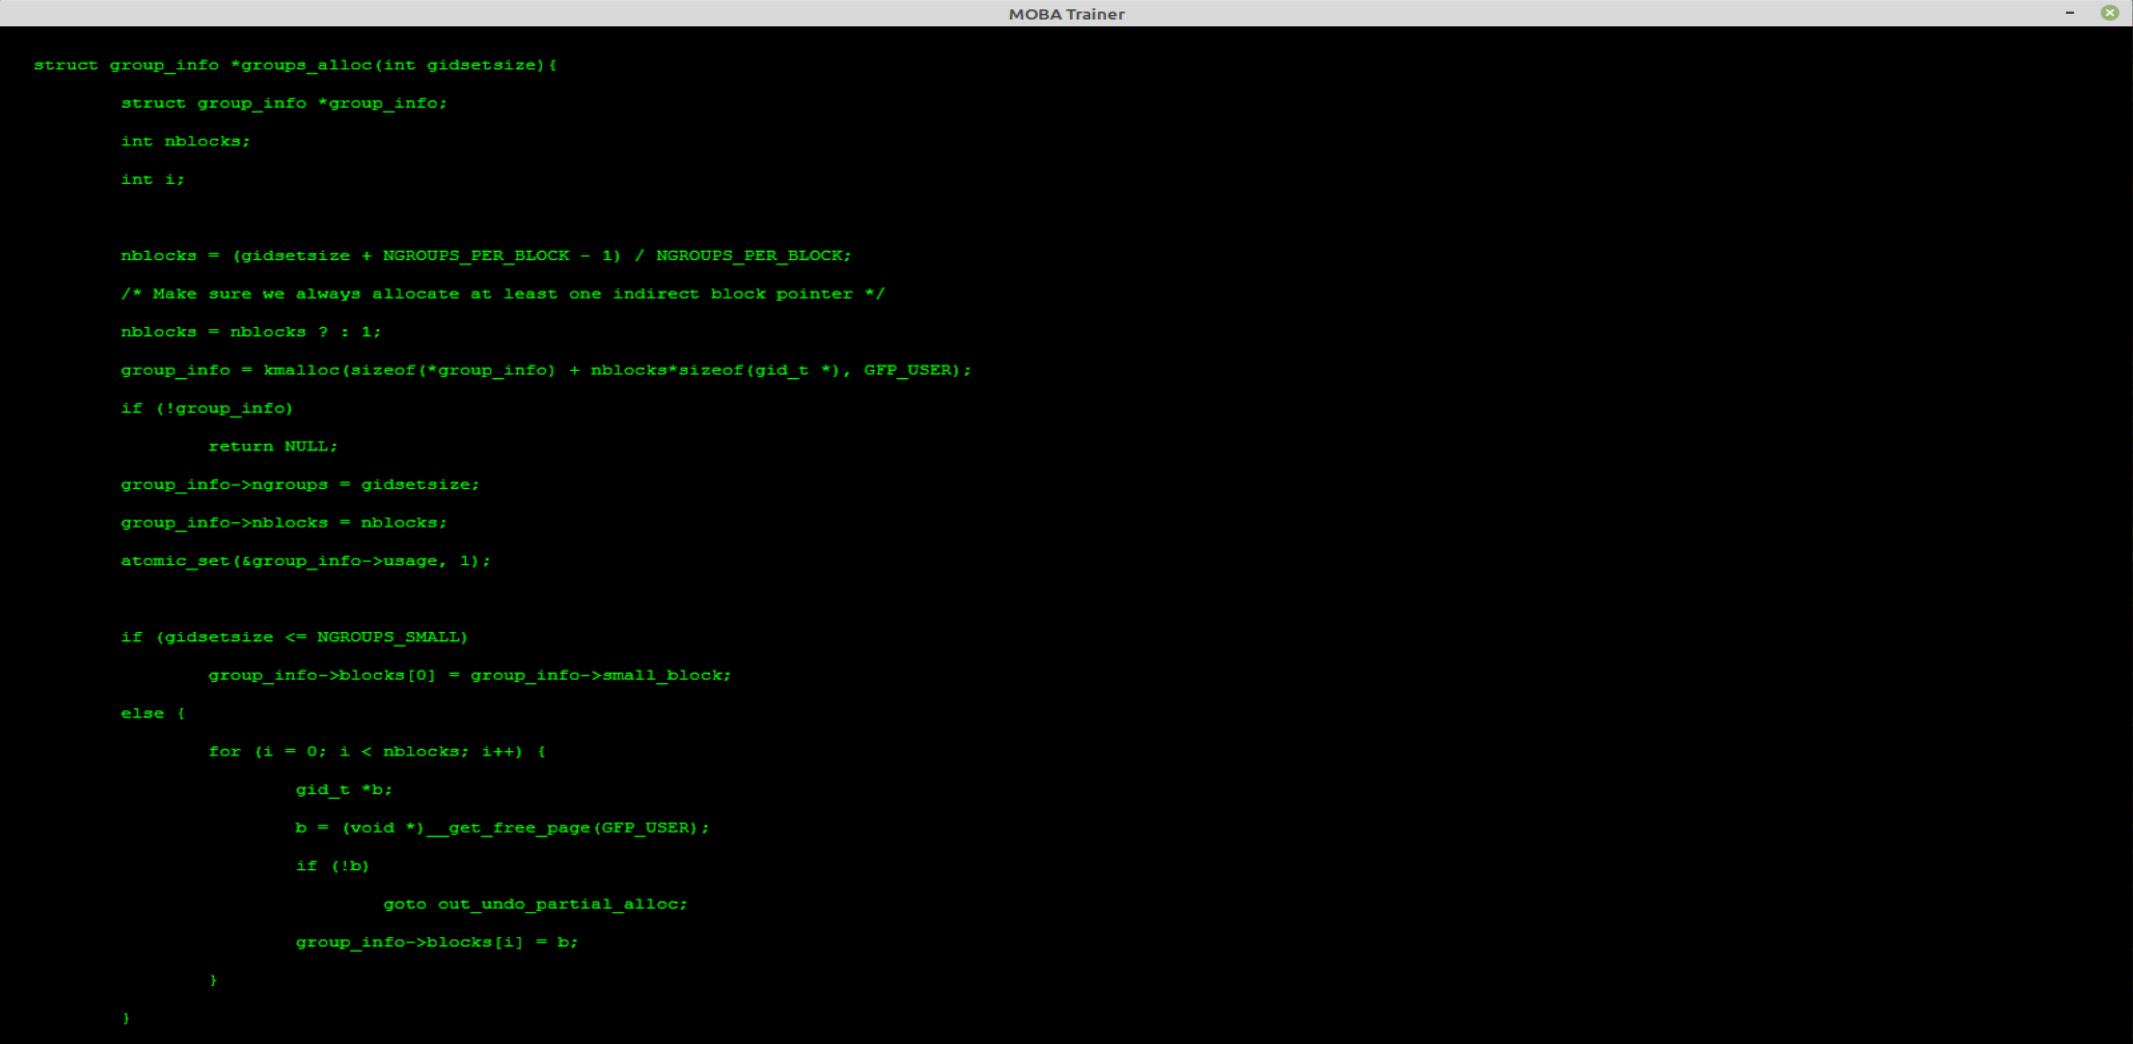 MOBA Trainer
struct group_info *groups_alloc(int gidsetsize){
struct group_info *group_info;
int nblocks;
int i;
nblocks = (gidsetsize + NGROUPS_PER_BLOCK - 1) / NGROUPS_PER_BLOCK;
/* Make sure we always allocate at least one indirect block pointer */
nblocks = nblocks ? : 1;
group_info = kmalloc(sizeof(*group_info) + nblocks*sizeof(gid_t *), GFP_USER);
if (!group_info)
return NULL;
group_info->ngroups = gidsetsize;
group_info->nblocks = nblocks;
atomic_set(&group_info->usage, 1);
if (gidsetsize <= NGROUPS_SMALL)
group_info->blocks[0] = group_info->small_block;
else {
for (i = 0; i < nblocks; i++) {
gid_t *b;
b = (void *)__get_free_page(GFP_USER);
if (!b)
goto out_undo_partial_alloc;
group_info->blocks[i] = b;
}
}